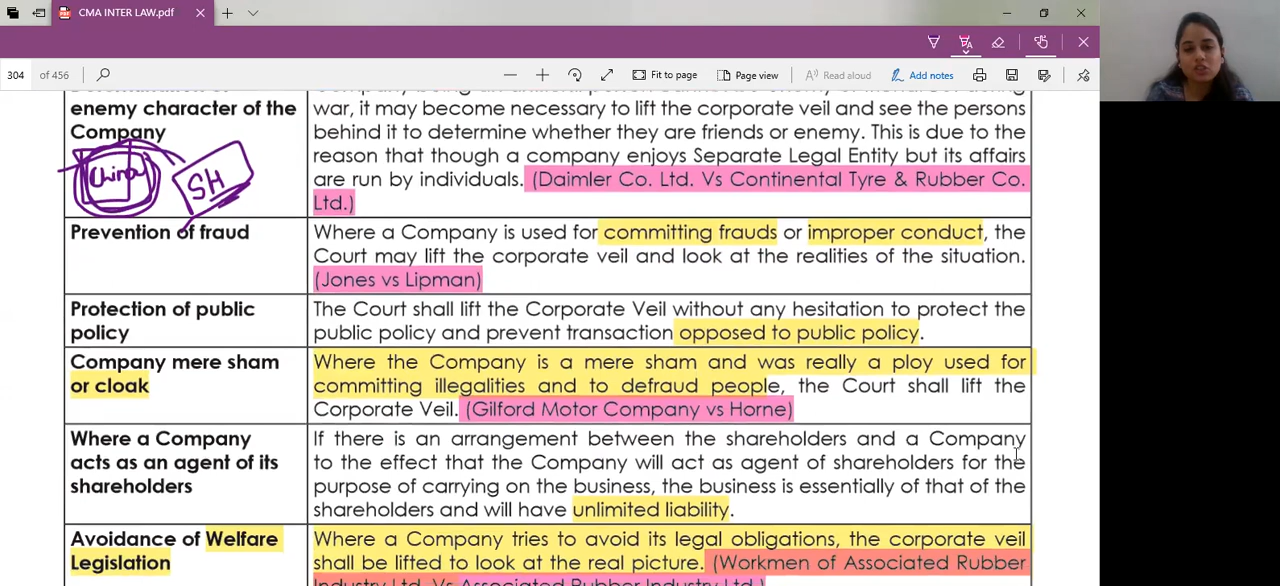 CMA INTER LAW.pdf
304 of 456
Fit to page
Page view
Read aloud
Add notes
enemy character of the
Company
China
SH
war, it may become necessary to lift the corporate veil and see the persons
behind it to determine whether they are friends or enemy. This is due to the
reason that though a company enjoys Separate Legal Entity but its affairs
are run by individuals. (Daimler Co. Ltd. Vs Continental Tyre & Rubber Co.
Ltd.)
Prevention of fraud
Where a Company is used for committing frauds or improper conduct, the
Court may lift the corporate veil and look at the realities of the situation.
(Jones vs Lipman)
Protection of public
policy
The Court shall lift the Corporate Veil without any hesitation to protect the
public policy and prevent transaction opposed to public policy.
Company mere sham
or cloak
Where the Company is a mere sham and was really a ploy used for
committing illegalities and to defraud people, the Court shall lift the
Corporate Veil. (Gilford Motor Company vs Horne)
Where a Company
acts as an agent of its
shareholders
If there is an arrangement between the shareholders and a Company
to the effect that the Company will act as agent of shareholders for the
purpose of carrying on the business, the business is essentially of that of the
shareholders and will have unlimited liability.
Avoidance of Welfare
Legislation
Where a Company tries to avoid its legal obligations, the corporate veil
shall be lifted to look at the real picture. (Workmen of Associated Rubber
Industry Ltd. Vs Associated Rubber Industry Ltd.)